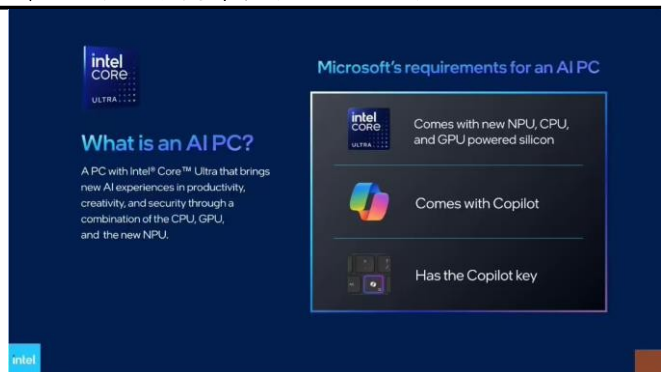 intel
CORE
ULTRA
What is an AI PC?
A PC with Intel® Core™ Ultra that brings
new AI experiences in productivity,
creativity, and security through a
combination of the CPU, GPU,
and the new NPU.
Microsoft's requirements for an AI PC
intel
CORE
ULTRA
Comes with new NPU, CPU,
and GPU powered silicon
Comes with Copilot
Has the Copilot key
intel